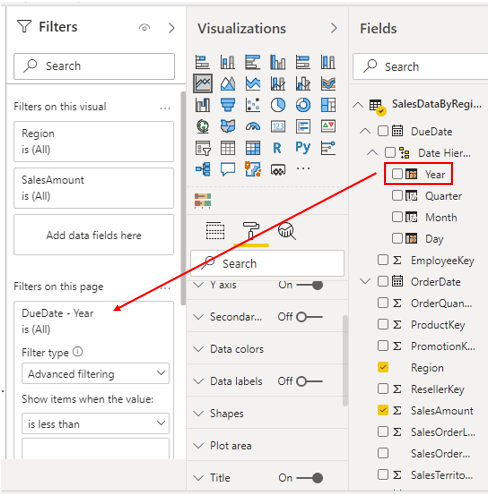 Filters
Search
Filters on this visual
...
Region
is (All)
SalesAmount
is (All)
Add data fields here
Filters on this page
...
DueDate - Year
is (All)
Filter type
Advanced filtering
Show items when the value:
is less than
Visualizations
R Py
...
Search
Y axis On
Secondar... Off
Data colors
Data labels Off
Shapes
Plot area
Title On
Fields
Search
SalesDataByRegi...
DueDate
Date Hier...
Year
Quarter
Month
Day
EmployeeKey
OrderDate
OrderQuan...
ProductKey
PromotionK...
Region
ResellerKey
SalesAmount
SalesOrderL...
SalesOrder...
SalesTerrito...